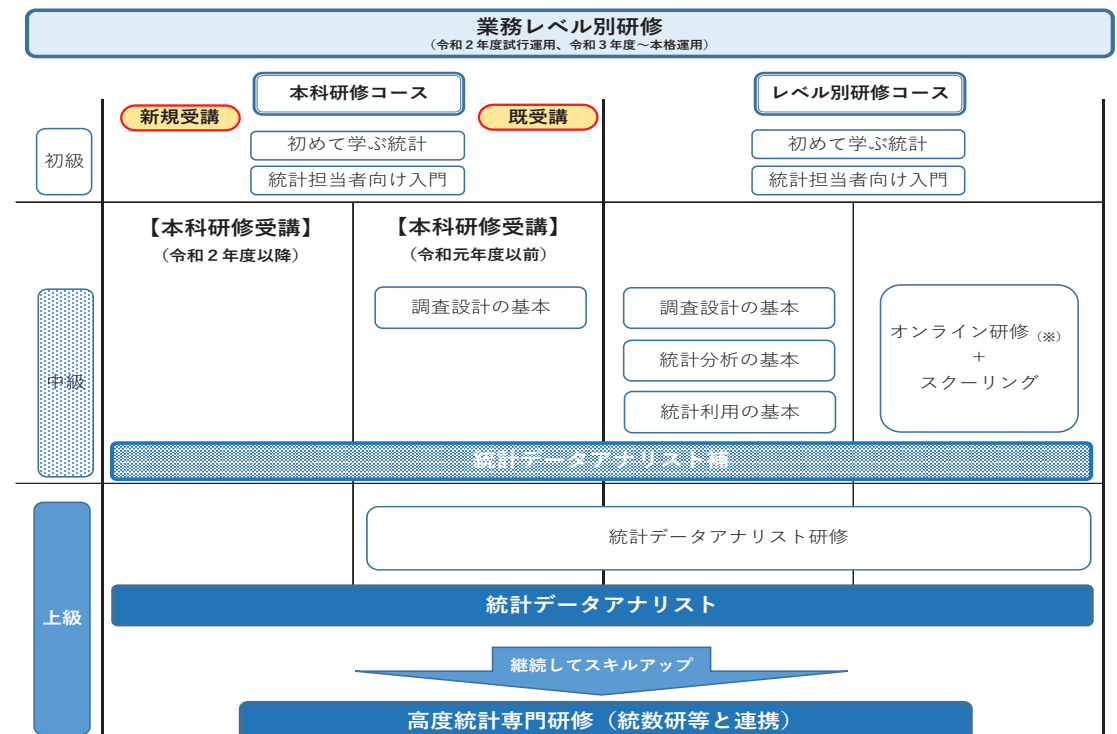 業務レベル別研修
（令和２年度試行運用、令和３年度～本格運用）
本科研修コース
レベル別研修コース
新規受講
既受講
初級
初めて学ぶ統計
統計担当者向け入門
初めて学ぶ統計
統計担当者向け入門
【本科研修受講】
（令和２年度以降）
【本科研修受講】
（令和元年度以前）
中級
調査設計の基本
調査設計の基本
統計分析の基本
統計利用の基本
オンライン研修（※）
＋
スクーリング
統計データアナリスト補
上級
統計データアナリスト研修
統計データアナリスト
継続してスキルアップ
高度統計専門研修（統数研等と連携）